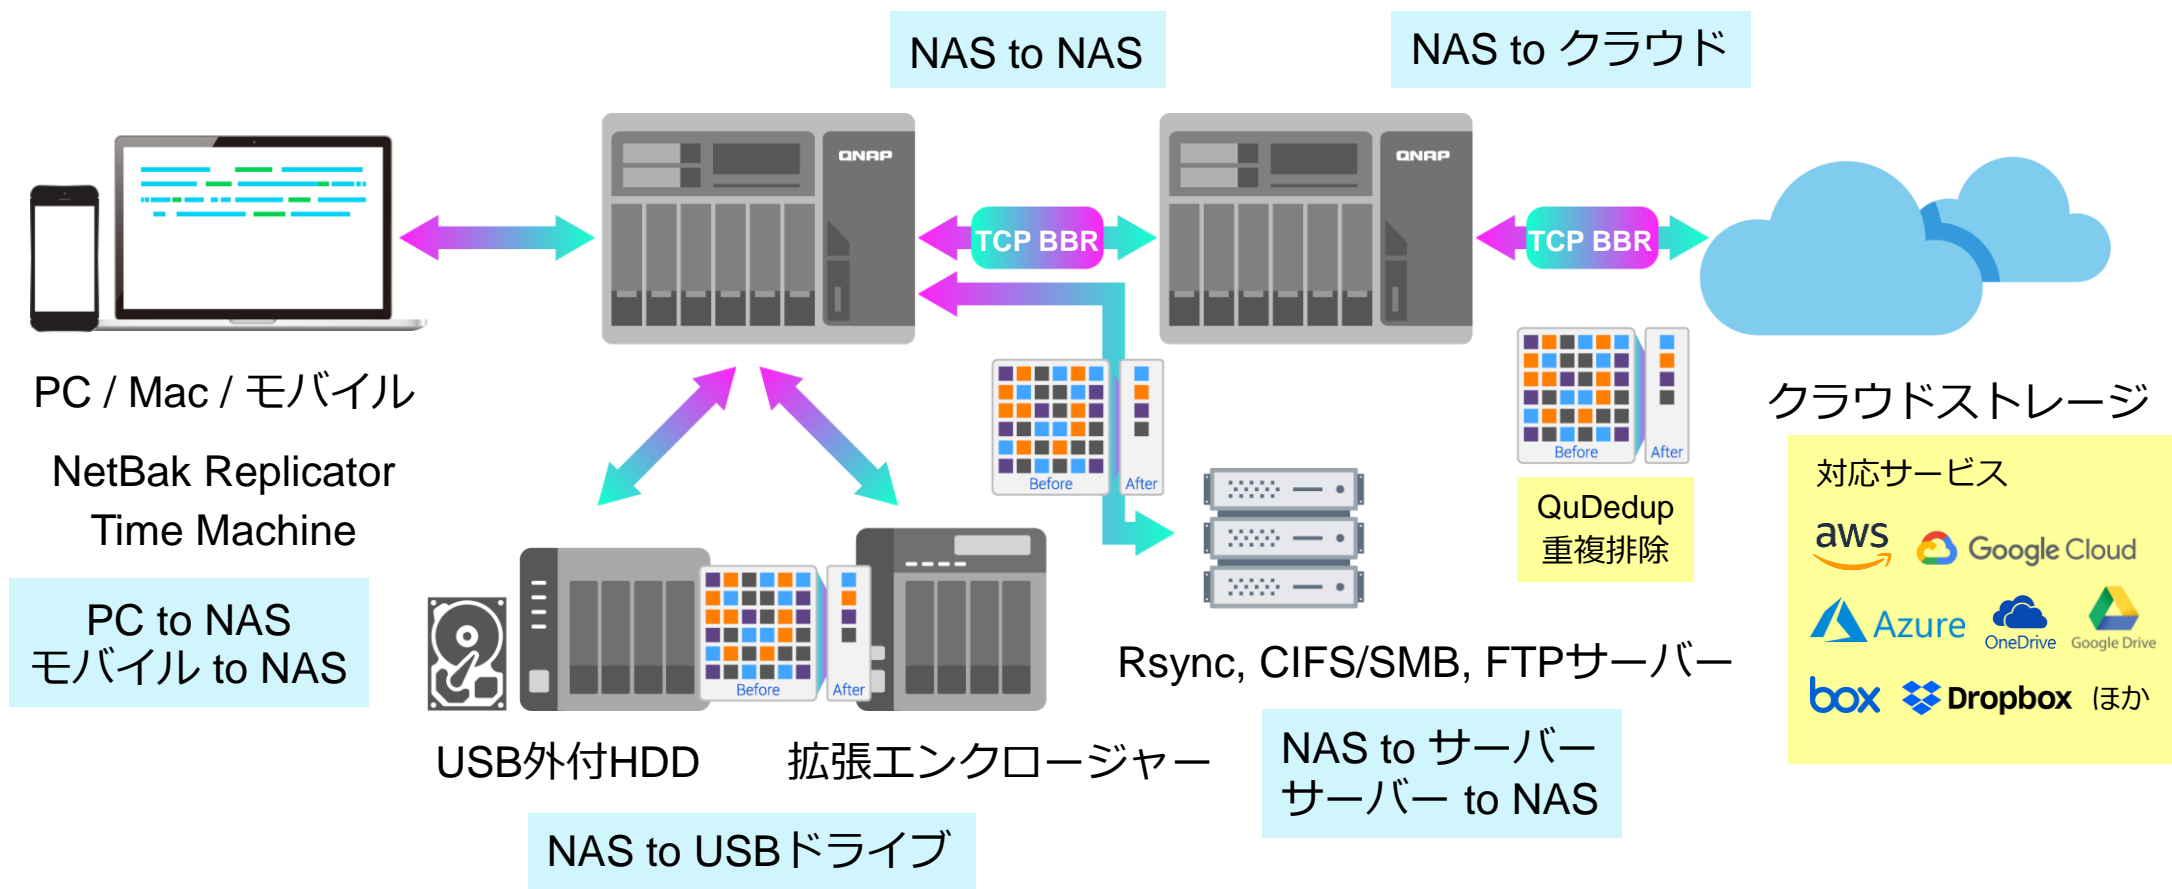 NAS to NAS
NAS to クラウド
QNAP
QNAP
TCP BBR
TCP BBR
PC / Mac / モバイル
NetBak Replicator
Time Machine
PC to NAS
モバイル to NAS
Before
After
Before
After
QuDedup
重複排除
クラウドストレージ
対応サービス
aws
Google Cloud
Azure
OneDrive
Google Drive
box
Dropbox ほか
Before
After
Rsync, CIFS/SMB, FTPサーバー
USB外付HDD
拡張エンクロージャー
NAS to サーバー
サーバー to NAS
NAS to USBドライブ